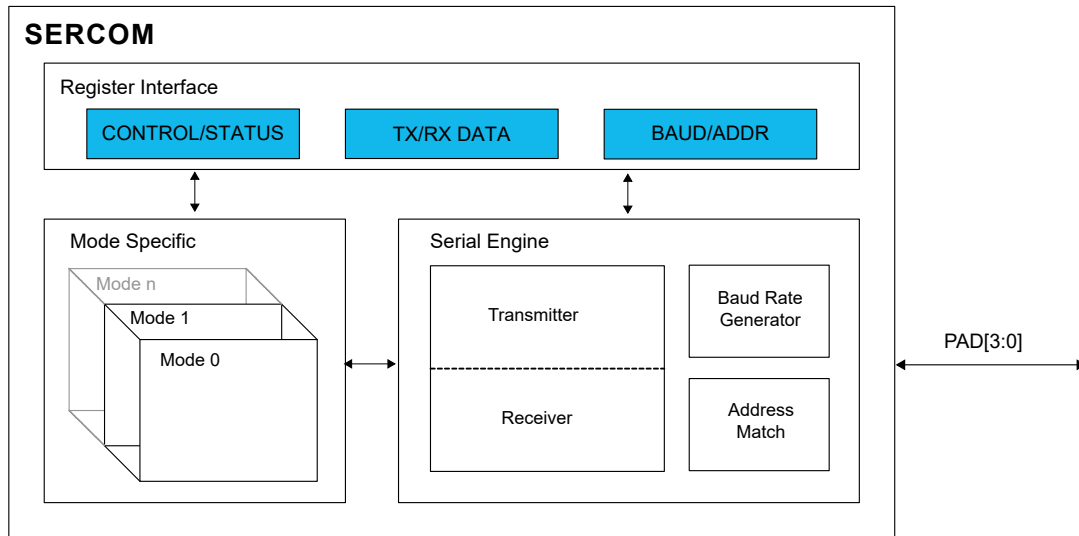 SERCOM
Register Interface
CONTROL/STATUS
TX/RX DATA
BAUD/ADDR
Mode Specific
Mode n
Mode 1
Mode 0
Serial Engine
Transmitter
Receiver
Baud Rate
Generator
Address
Match
PAD[3:0]